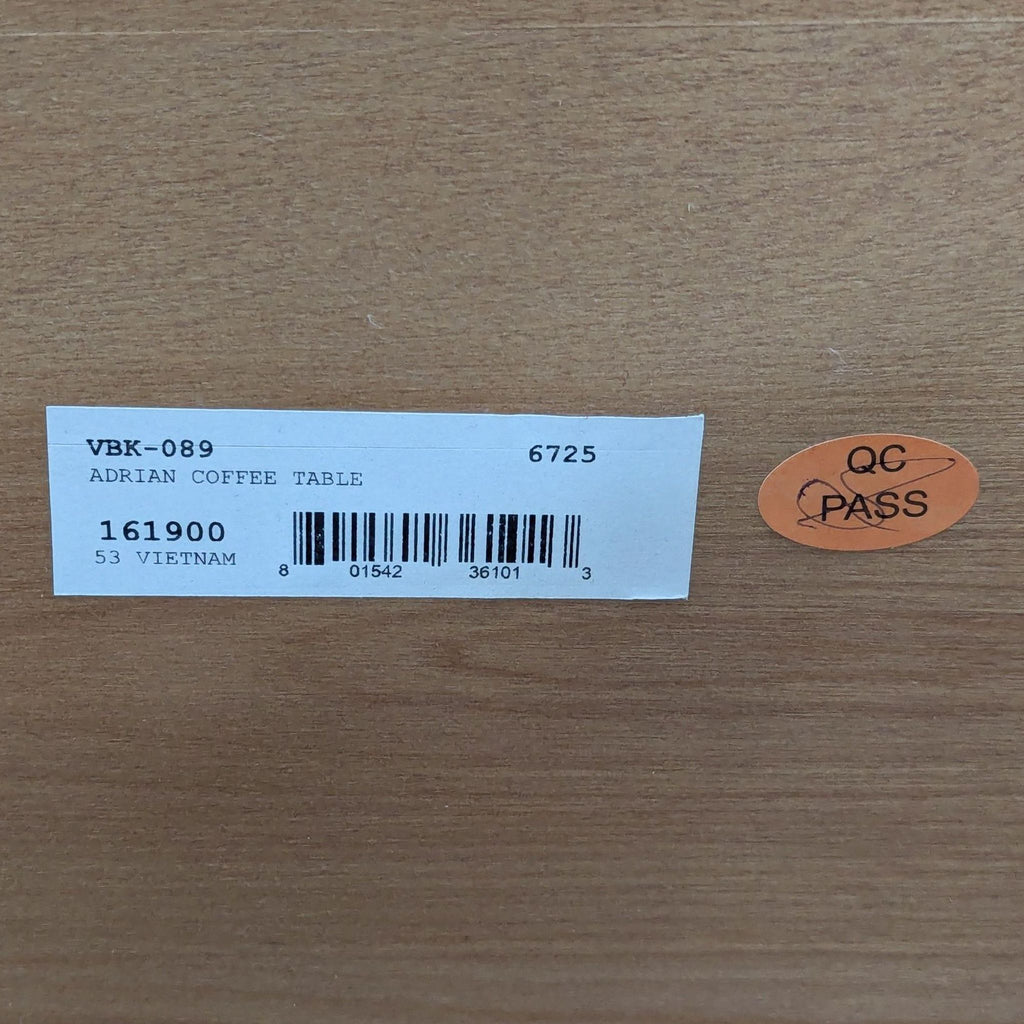 VBK-089 6725
ADRIAN COFFEE TABLE
161900
53 VIETNAM
8 01542 36101 3
QC
PASS